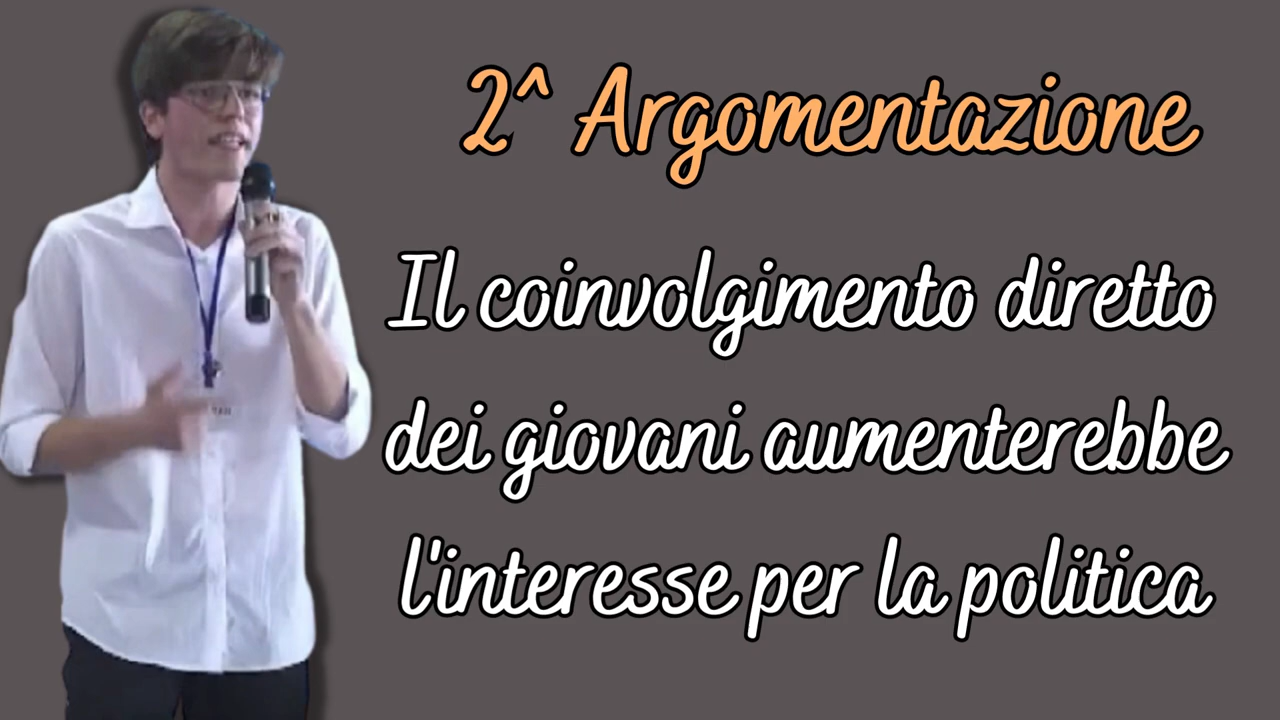 2^ Argomentazione
Il coinvolgimento diretto
dei giovani aumenterebbe
l'interesse per la politica